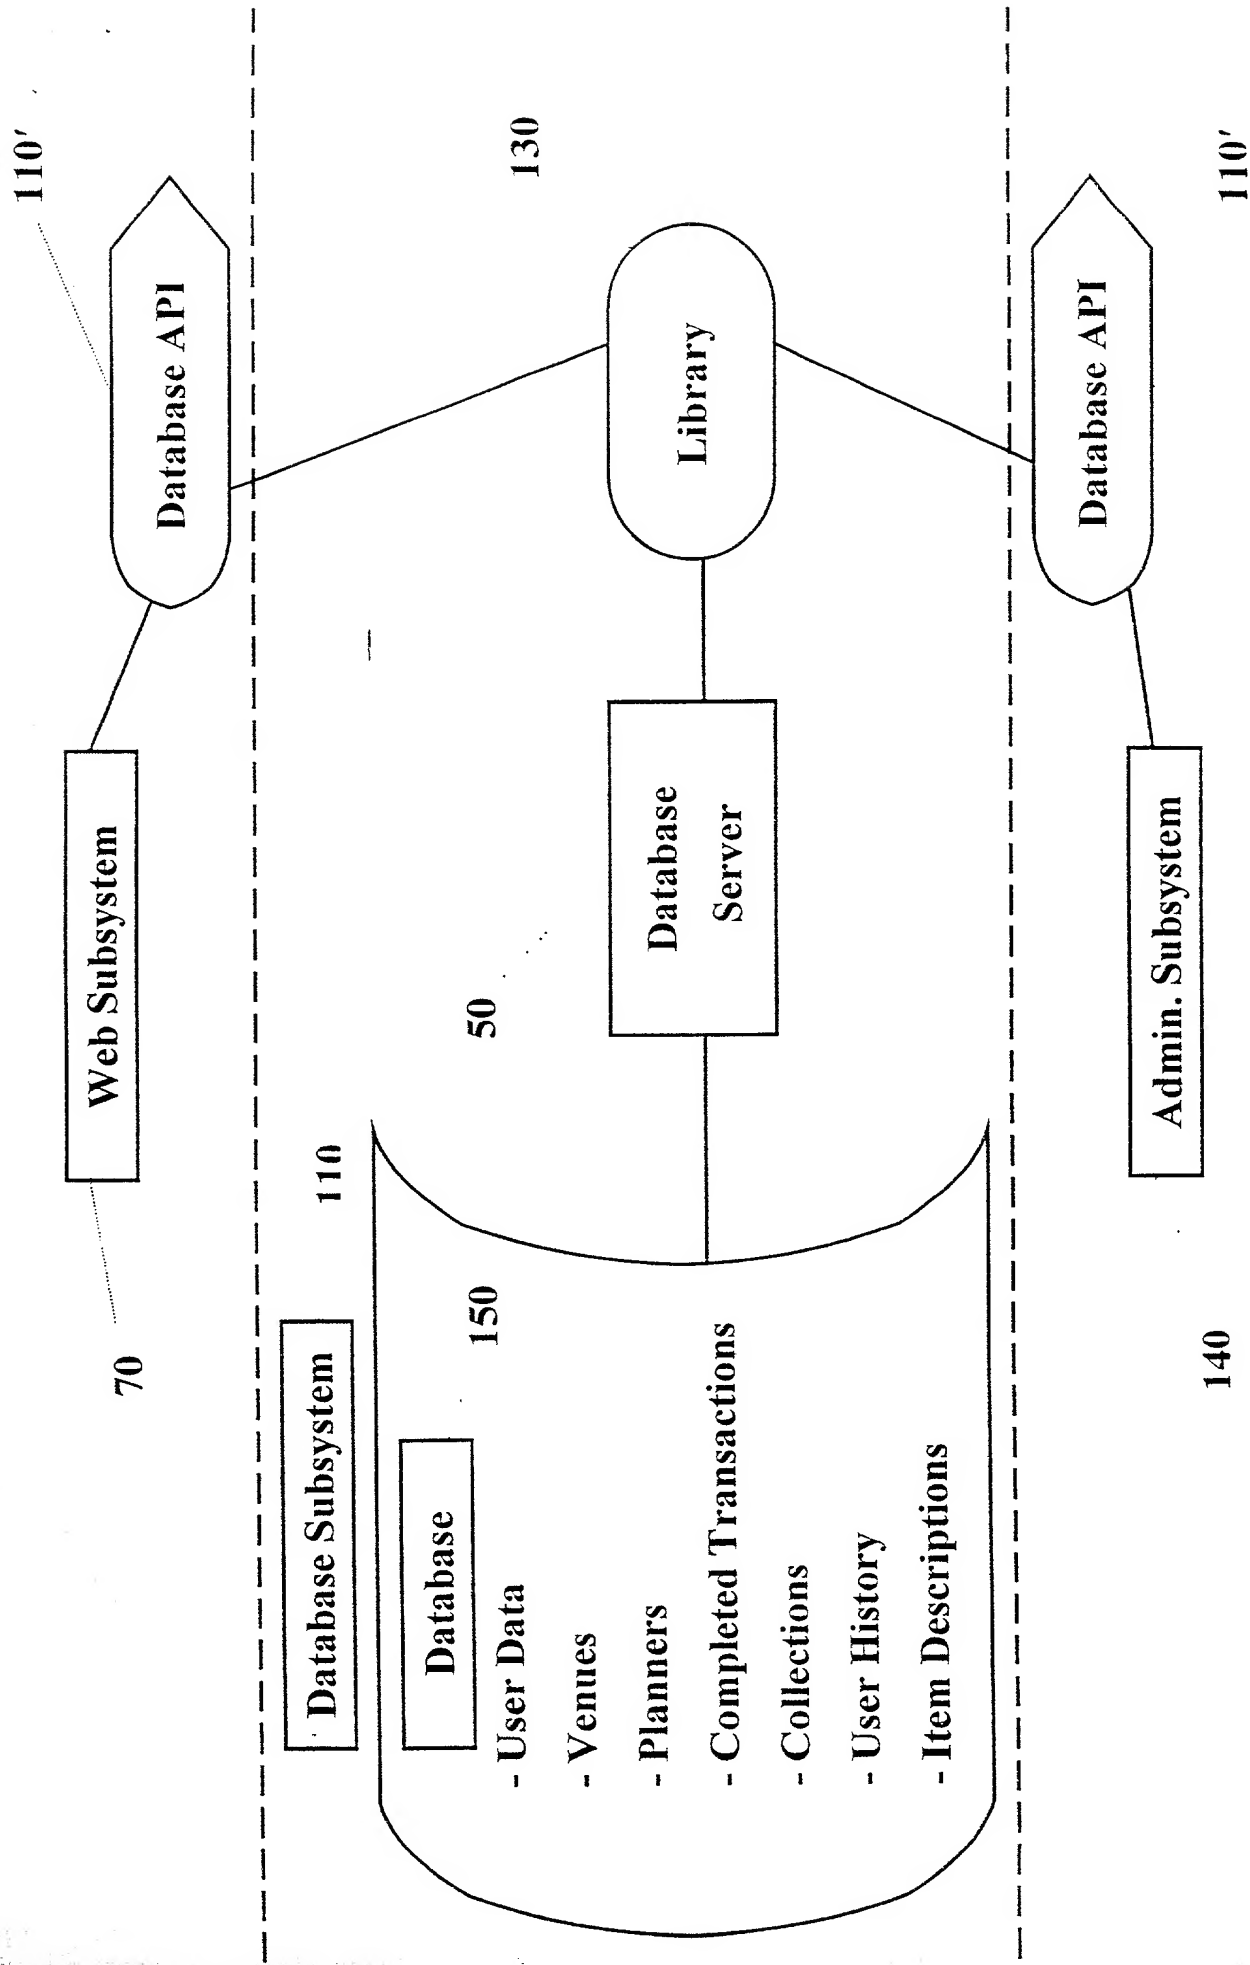 70
Web Subsystem
Database API
110′
Database Subsystem
110
Database
150
- User Data
- Venues
- Planners
- Completed Transactions
- Collections
- User History
- Item Descriptions
50
Database
Server
Library
130
140
Admin. Subsystem
Database API
110′